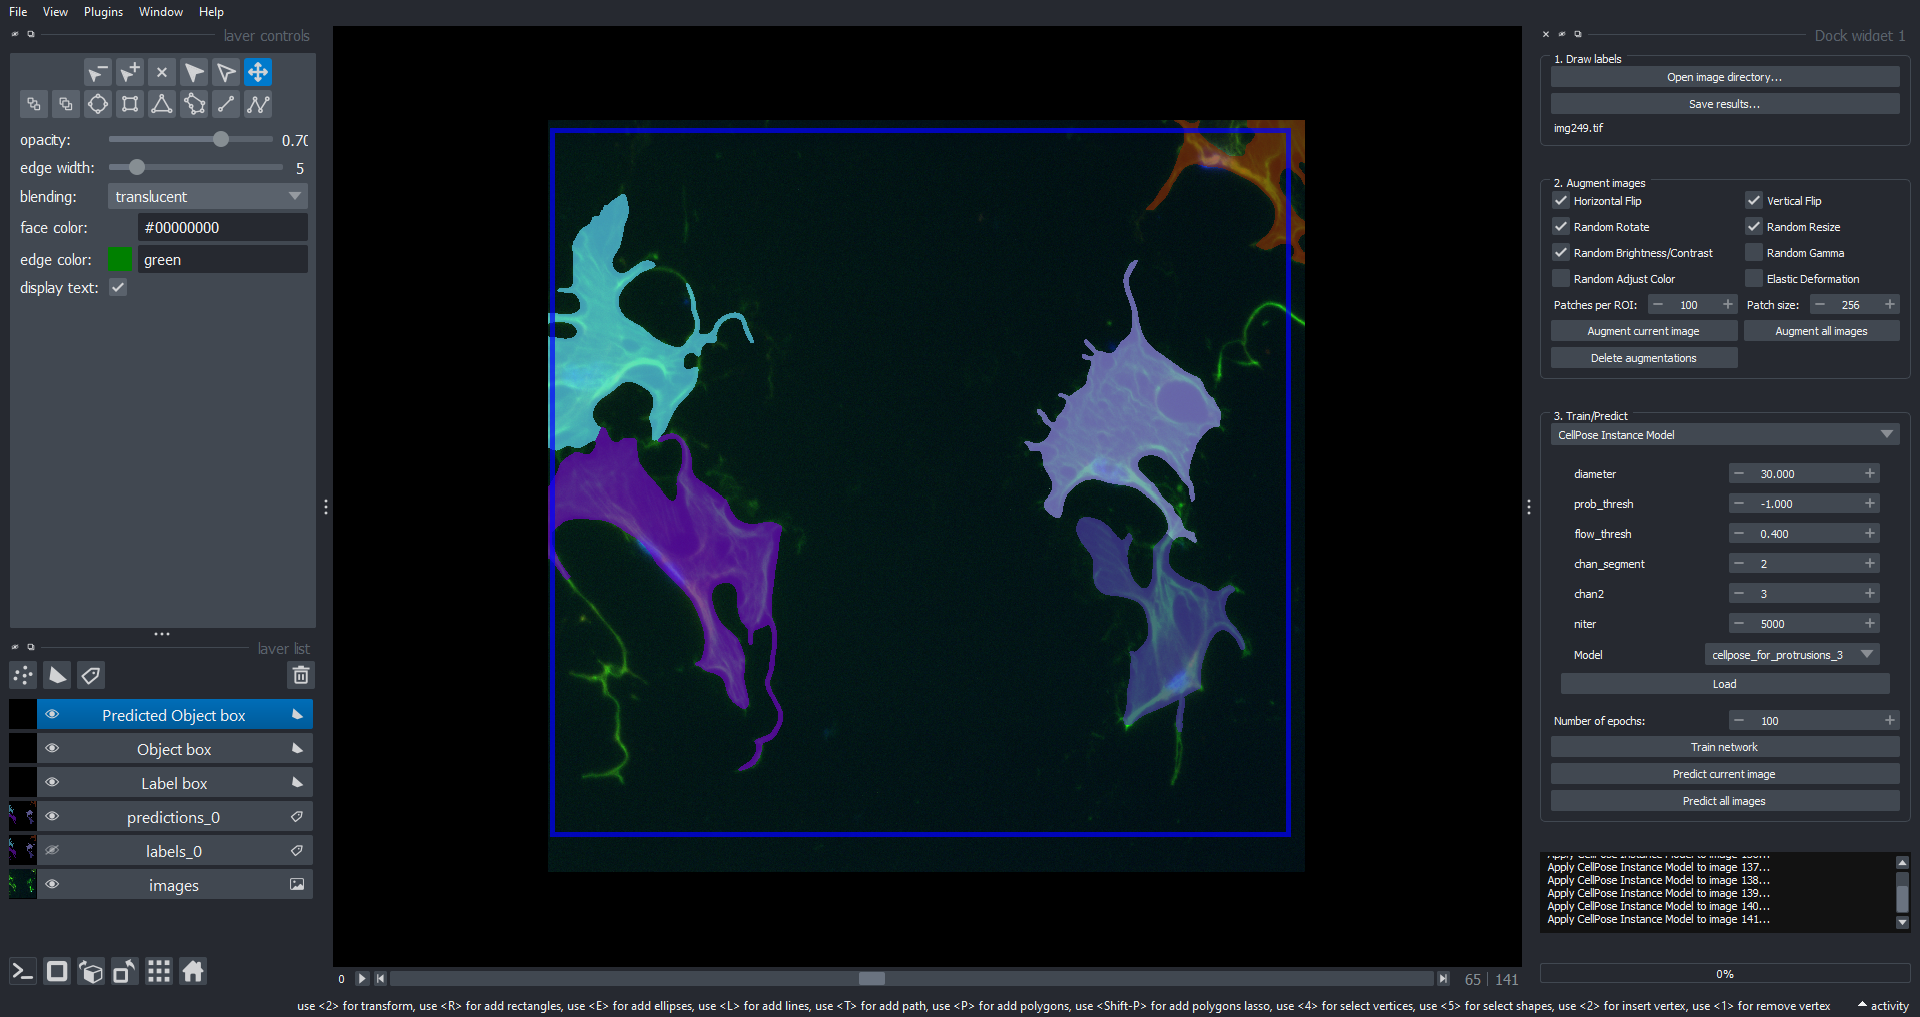 File View Plugins Window Help
layer controls
opacity: 0.70
edge width: 5
blending: translucent
face color: #00000000
edge color: green
display text:
layer list
Predicted Object box
Object box
Label box
predictions_0
labels_0
images
0 65 141
use <2> for transform, use <R> for add rectangles, use <E> for add ellipses, use <L> for add lines, use <T> for add path, use <P> for add polygons, use <Shift-P> for add polygons lasso, use <4> for select vertices, use <5> for select shapes, use <2> for insert vertex, use <1> for remove vertex
activity
Dock widget 1
1. Draw labels
Open image directory...
Save results...
img249.tif
2. Augment images
Horizontal Flip Vertical Flip
Random Rotate Random Resize
Random Brightness/Contrast Random Gamma
Random Adjust Color Elastic Deformation
Patches per ROI: 100 Patch size: 256
Augment current image Augment all images
Delete augmentations
3. Train/Predict
CellPose Instance Model
diameter 30.000
prob_thresh -1.000
flow_thresh 0.400
chan_segment 2
chan2 3
niter 5000
Model cellpose_for_protrusions_3
Load
Number of epochs: 100
Train network
Predict current image
Predict all images
Apply CellPose Instance Model to image 136...
Apply CellPose Instance Model to image 137...
Apply CellPose Instance Model to image 138...
Apply CellPose Instance Model to image 139...
Apply CellPose Instance Model to image 140...
Apply CellPose Instance Model to image 141...
0%